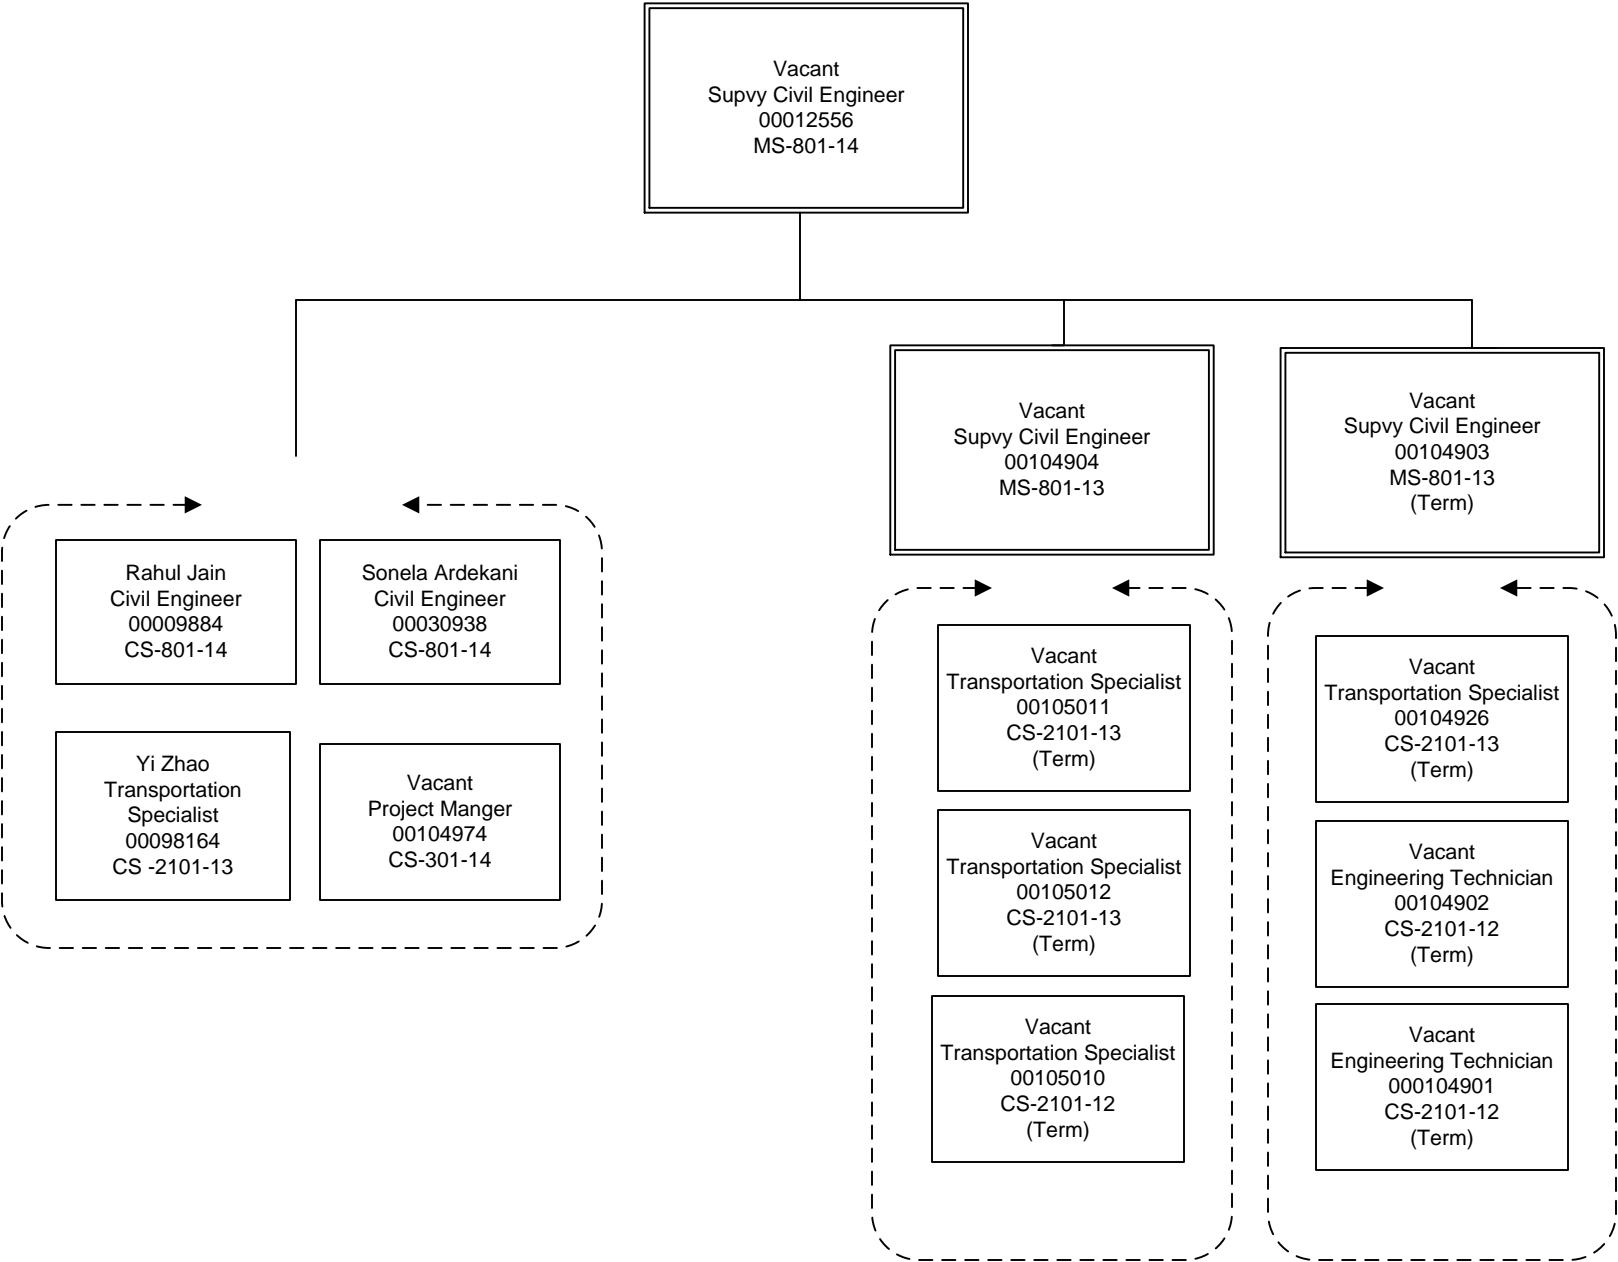 Vacant
Supvy Civil Engineer
00012556
MS-801-14
Vacant
Supvy Civil Engineer
00104904
MS-801-13
Vacant
Supvy Civil Engineer
00104903
MS-801-13
(Term)
Rahul Jain
Civil Engineer
00009884
CS-801-14
Sonela Ardekani
Civil Engineer
00030938
CS-801-14
Yi Zhao
Transportation
Specialist
00098164
CS -2101-13
Vacant
Project Manger
00104974
CS-301-14
Vacant
Transportation Specialist
00105011
CS-2101-13
(Term)
Vacant
Transportation Specialist
00105012
CS-2101-13
(Term)
Vacant
Transportation Specialist
00105010
CS-2101-12
(Term)
Vacant
Transportation Specialist
00104926
CS-2101-13
(Term)
Vacant
Engineering Technician
00104902
CS-2101-12
(Term)
Vacant
Engineering Technician
000104901
CS-2101-12
(Term)